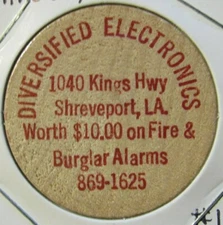 DIVERSIFIED ELECTRONICS
1040 Kings Hwy
Shreveport, LA.
Worth $10.00 on Fire &
Burglar Alarms
869-1625